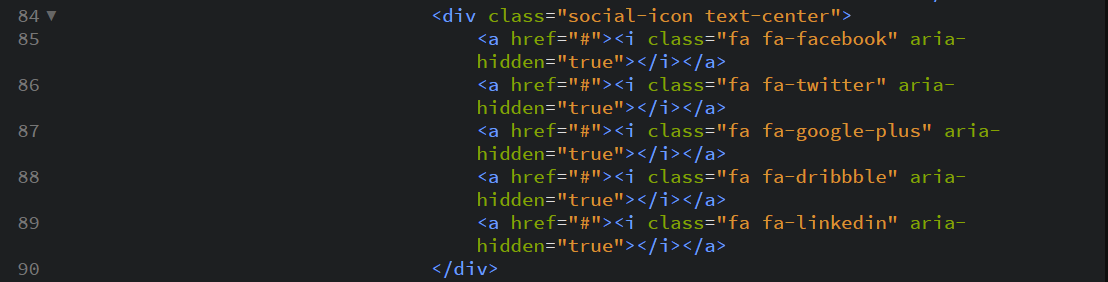 84 ▼ <div class="social-icon text-center">
85 <a href="#"><i class="fa fa-facebook" aria-
hidden="true"></i></a>
86 <a href="#"><i class="fa fa-twitter" aria-
hidden="true"></i></a>
87 <a href="#"><i class="fa fa-google-plus" aria-
hidden="true"></i></a>
88 <a href="#"><i class="fa fa-dribbble" aria-
hidden="true"></i></a>
89 <a href="#"><i class="fa fa-linkedin" aria-
hidden="true"></i></a>
90 </div>